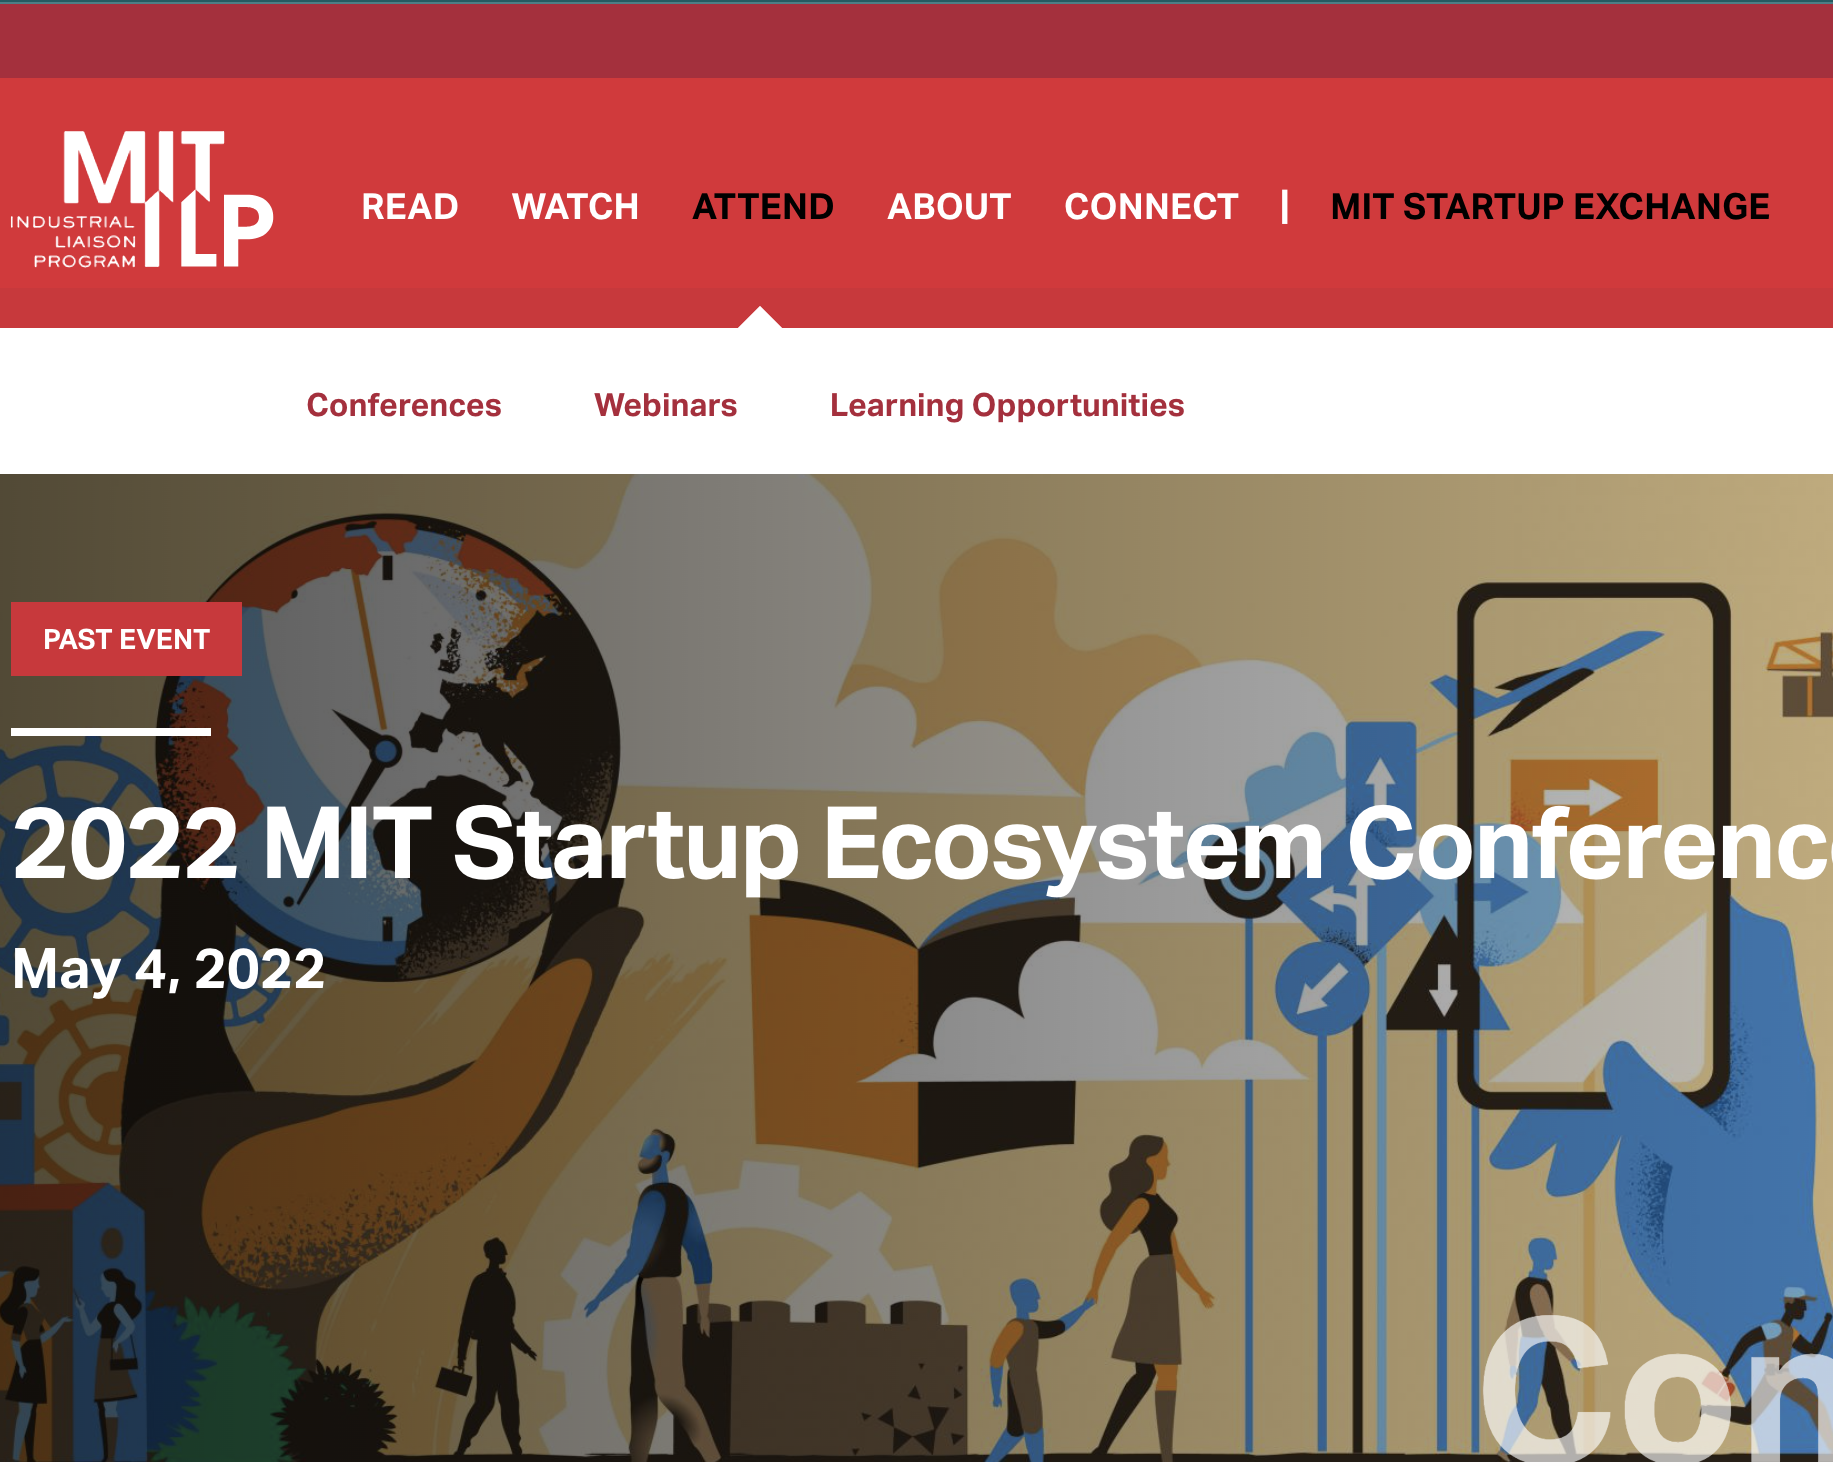 MIT
ILP
INDUSTRIAL
LIAISON
PROGRAM
READ WATCH ATTEND ABOUT CONNECT | MIT STARTUP EXCHANGE
Conferences Webinars Learning Opportunities
PAST EVENT
2022 MIT Startup Ecosystem Conference
May 4, 2022
Con